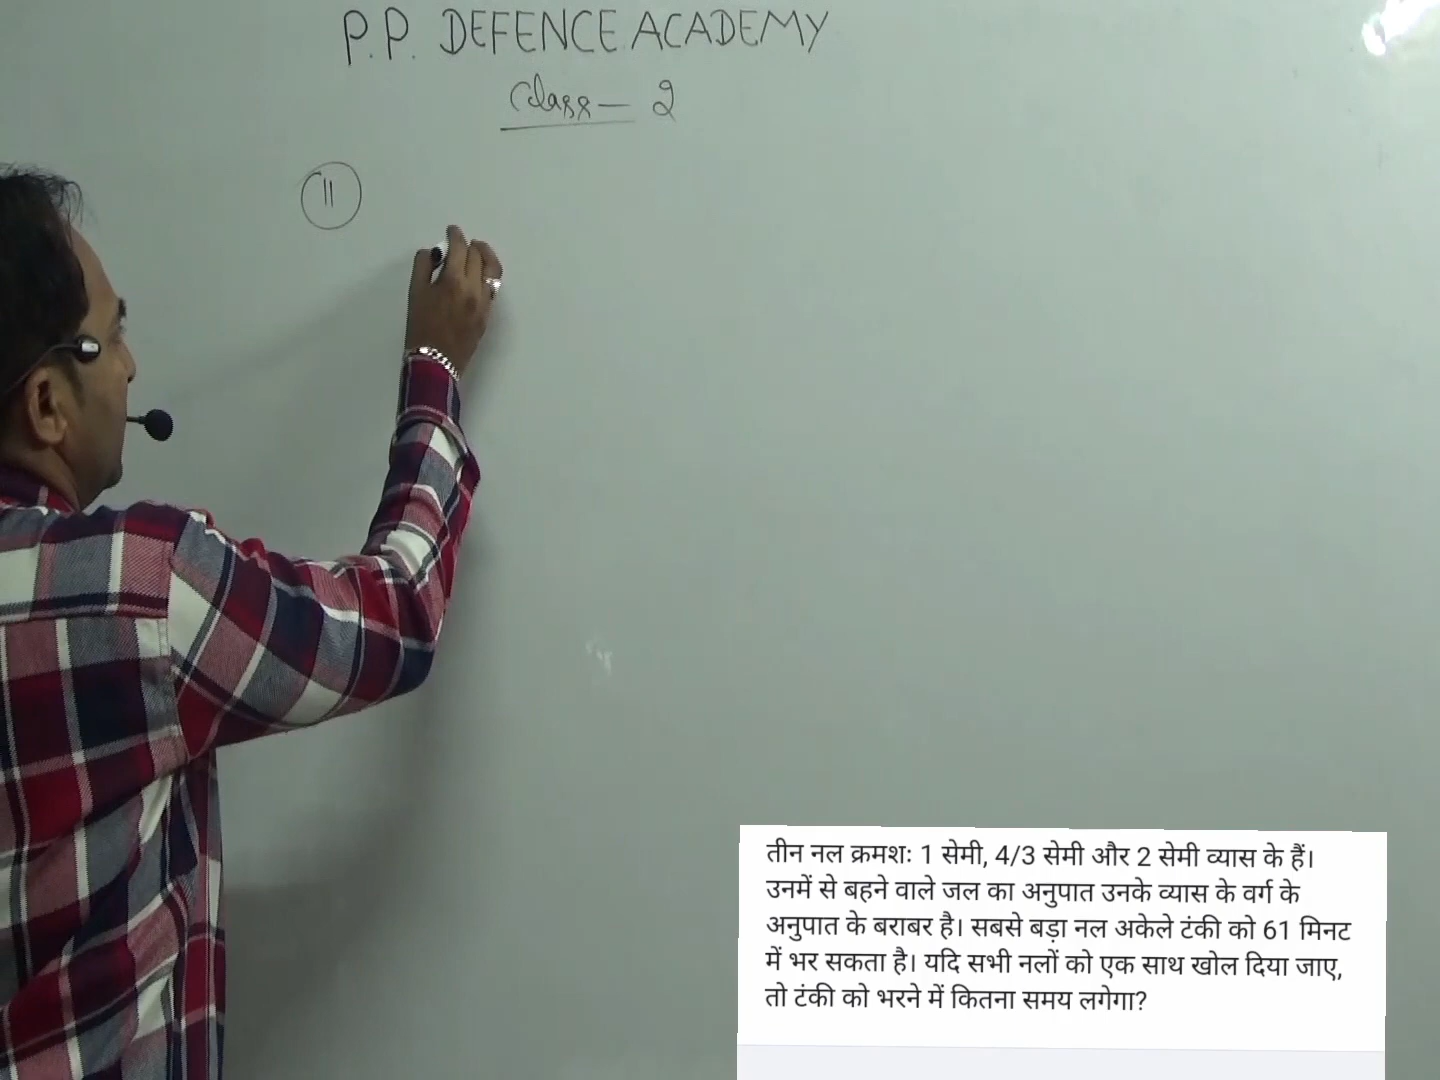 P.P. DEFENCE ACADEMY
Class - 2
11
तीन नल क्रमशः 1 सेमी, 4/3 सेमी और 2 सेमी व्यास के हैं।
उनमें से बहने वाले जल का अनुपात उनके व्यास के वर्ग के
अनुपात के बराबर है। सबसे बड़ा नल अकेले टंकी को 61 मिनट
में भर सकता है। यदि सभी नलों को एक साथ खोल दिया जाए,
तो टंकी को भरने में कितना समय लगेगा?